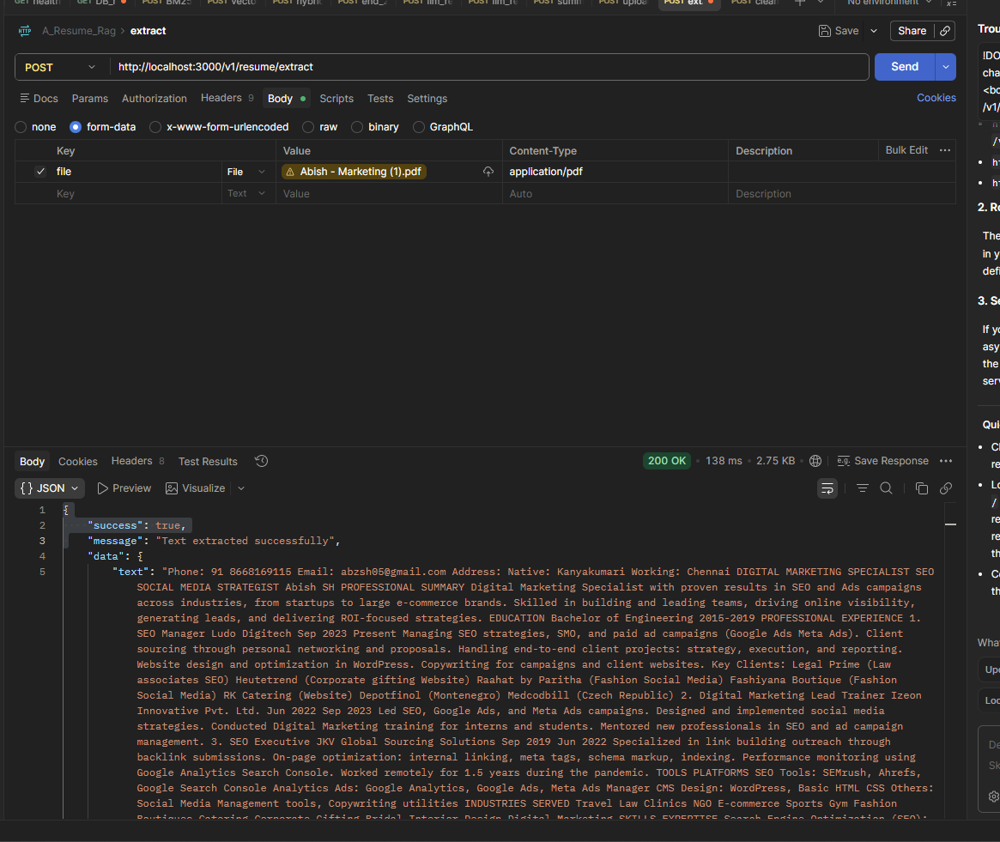 GET health
GET DB_r
POST BM25
POST vecto
POST hybri
POST end_2
POST llm_re
POST llm_re
POST summ
POST uploa
POST ext
POST clean
No environment
A_Resume_Rag > extract
Save
Share
POST
http://localhost:3000/v1/resume/extract
Send
Docs Params Authorization Headers 9 Body Scripts Tests Settings
Cookies
none form-data x-www-form-urlencoded raw binary GraphQL
Key Value Content-Type Description Bulk Edit
file File Abish - Marketing (1).pdf application/pdf
Key Text Value Auto Description
Body Cookies Headers 8 Test Results
200 OK • 138 ms • 2.75 KB
e.g. Save Response
{} JSON Preview Visualize
1 {
2 "success": true,
3 "message": "Text extracted successfully",
4 "data": {
5 "text": "Phone: 91 8668169115 Email: abzsh05@gmail.com Address: Native: Kanyakumari Working: Chennai DIGITAL MARKETING SPECIALIST SEO
SOCIAL MEDIA STRATEGIST Abish SH PROFESSIONAL SUMMARY Digital Marketing Specialist with proven results in SEO and Ads campaigns
across industries, from startups to large e-commerce brands. Skilled in building and leading teams, driving online visibility,
generating leads, and delivering ROI-focused strategies. EDUCATION Bachelor of Engineering 2015-2019 PROFESSIONAL EXPERIENCE 1.
SEO Manager Ludo Digitech Sep 2023 Present Managing SEO strategies, SMO, and paid ad campaigns (Google Ads Meta Ads). Client
sourcing through personal networking and proposals. Handling end-to-end client projects: strategy, execution, and reporting.
Website design and optimization in WordPress. Copywriting for campaigns and client websites. Key Clients: Legal Prime (Law
associates SEO) Heutetrend (Corporate gifting Website) Raahat by Paritha (Fashion Social Media) Fashiyana Boutique (Fashion
Social Media) RK Catering (Website) Depotfinol (Montenegro) Medcodbill (Czech Republic) 2. Digital Marketing Lead Trainer Izeon
Innovative Pvt. Ltd. Jun 2022 Sep 2023 Led SEO, Google Ads, and Meta Ads campaigns. Designed and implemented social media
strategies. Conducted Digital Marketing training for interns and students. Mentored new professionals in SEO and ad campaign
management. 3. SEO Executive JKV Global Sourcing Solutions Sep 2019 Jun 2022 Specialized in link building outreach through
backlink submissions. On-page optimization: internal linking, meta tags, schema markup, indexing. Performance monitoring using
Google Analytics Search Console. Worked remotely for 1.5 years during the pandemic. TOOLS PLATFORMS SEO Tools: SEMrush, Ahrefs,
Google Search Console Analytics Ads: Google Analytics, Google Ads, Meta Ads Manager CMS Design: WordPress, Basic HTML CSS Others:
Social Media Management tools, Copywriting utilities INDUSTRIES SERVED Travel Law Clinics NGO E-commerce Sports Gym Fashion
Boutiques Catering Corporate Gifting Bridal Interior Design Digital Marketing SKILLS EXPERTISE Search Engine Optimization (SEO):
Trou
!DO
cha
<bo
/v1/
2. Ro
The
in y
defi
3. Se
If yo
asy
the
serv
Qui
re
Lo
/
re
re
th
th
What
Up
Loc
De
Sk